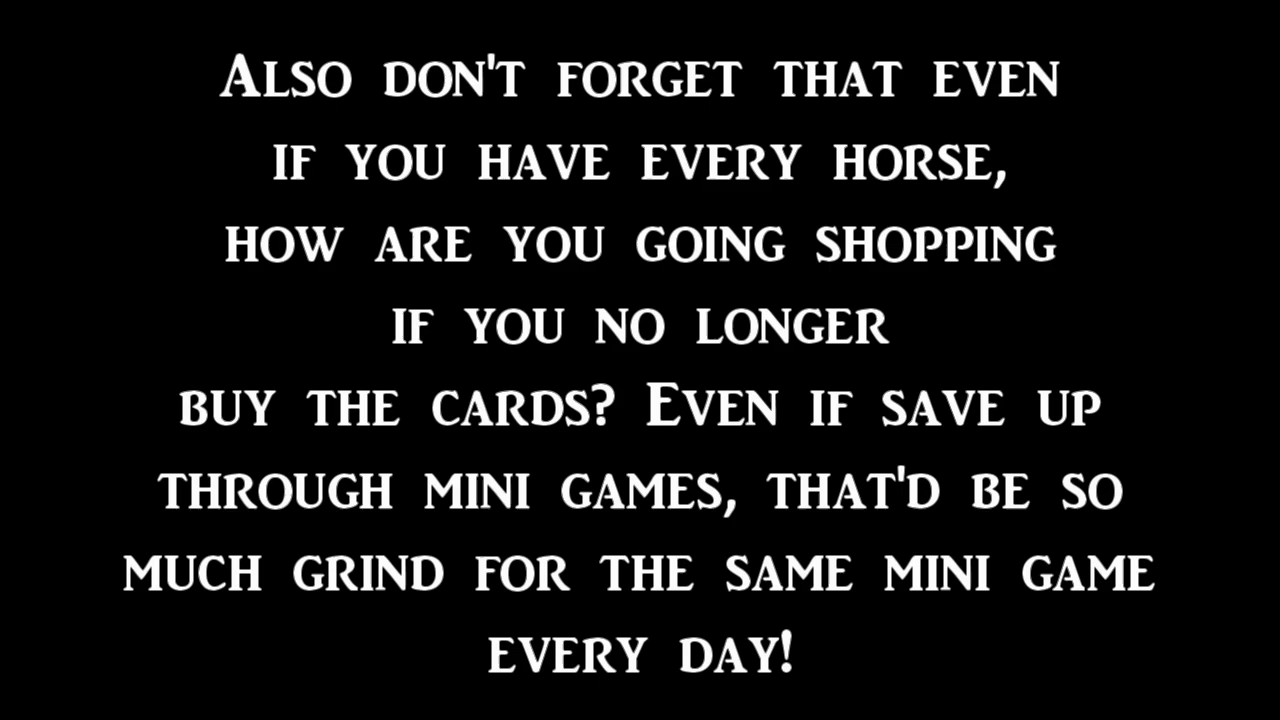 Also don't forget that even
if you have every horse,
how are you going shopping
if you no longer
buy the cards? Even if save up
through mini games, that'd be so
much grind for the same mini game
every day!